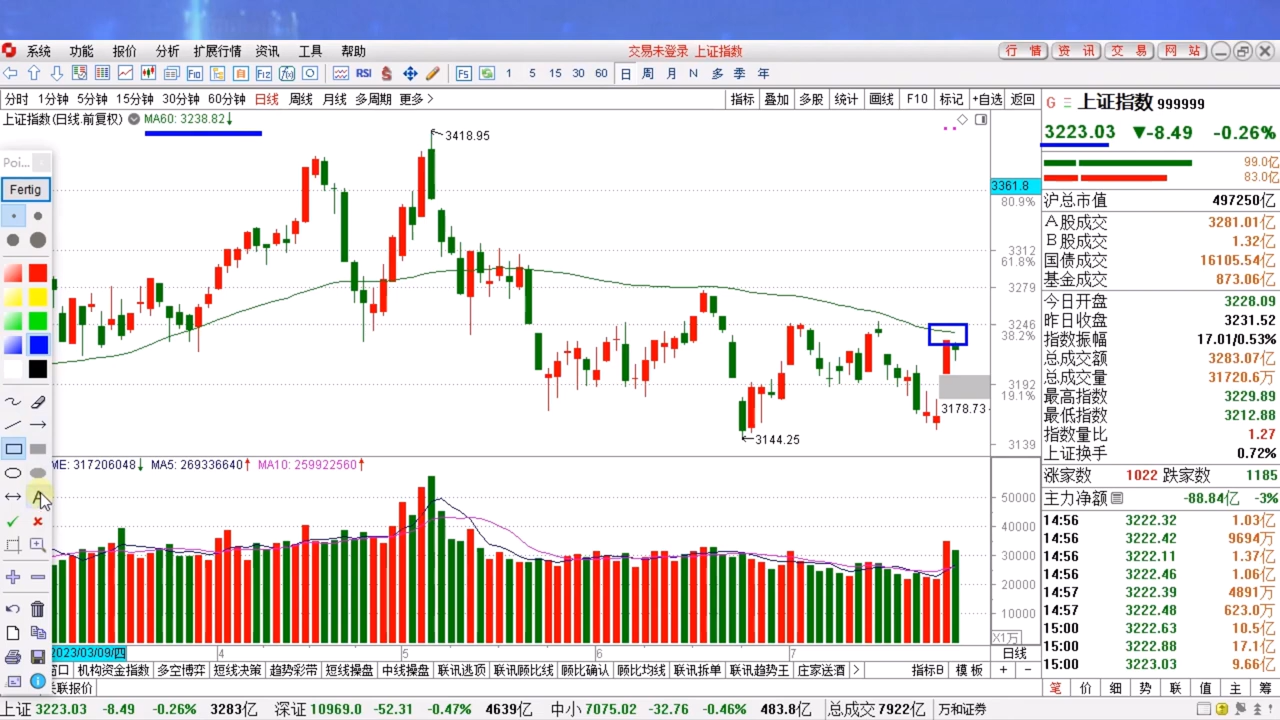 系统 功能 报价 分析 扩展行情 资讯 工具 帮助 交易未登录 上证指数 行 情 资 讯 交 易 网 站
F10 F12 RSI F5 1 5 15 30 60 日 周 月 N 多 季 年
分时 1分钟 5分钟 15分钟 30分钟 60分钟 日线 周线 月线 多周期 更多 指标 叠加 多股 统计 画线 F10 标记 +自选 返回
G 上证指数 999999
上证指数(日线.前复权) MA60: 3238.82↓
3223.03 ▼-8.49 -0.26%
3418.95
Poi...
Fertig
99.0亿
83.0亿
3361.8
80.9%
3312
61.8%
3279
3246
38.2%
3192
19.1%
3178.73
3144.25
3139
沪总市值 497250亿
A股成交 3281.01亿
B股成交 1.32亿
国债成交 16105.54亿
基金成交 873.06亿
今日开盘 3228.09
昨日收盘 3231.52
指数振幅 17.01/0.53%
总成交额 3283.07亿
总成交量 31720.6万
最高指数 3229.89
最低指数 3212.88
指数量比 1.27
上证换手 0.72%
涨家数 1022 跌家数 1185
主力净额 -88.84亿 -3%
ME: 317206048↓ MA5: 269336640↑ MA10: 259922560↑
50000
40000
30000
20000
10000
X1万
14:56 3222.32 1.03亿
14:56 3222.42 9694万
14:56 3222.11 1.37亿
14:56 3222.46 1.06亿
14:57 3222.39 4891万
14:57 3222.48 623.0万
15:00 3222.63 10.5亿
15:00 3222.88 17.1亿
15:00 3223.03 9.66亿
2023/03/09/四 4 5 6 7 日线
机构资金指数 多空博弈 短线决策 趋势彩带 短线操盘 中线操盘 联讯逃顶 联讯顾比线 顾比确认 顾比均线 联讯拆单 联讯趋势王 庄家送酒 指标B 模 板 + -
联报价
笔 价 细 势 联 值 主 筹
上证 3223.03 -8.49 -0.26% 3283亿 深证 10969.0 -52.31 -0.47% 4639亿 中小 7075.02 -32.76 -0.46% 483.8亿 总成交 7922亿 万和证券